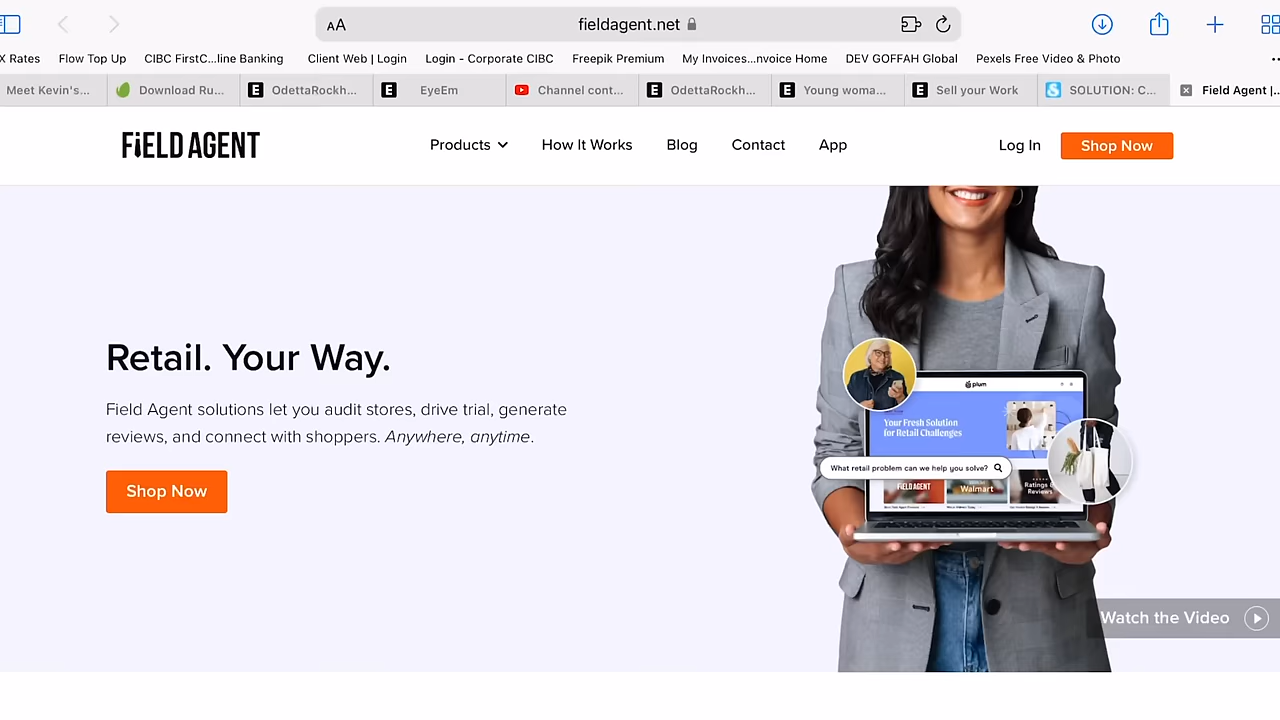 AA
fieldagent.net
X Rates
Flow Top Up
CIBC FirstC...line Banking
Client Web | Login
Login - Corporate CIBC
Freepik Premium
My Invoices...nvoice Home
DEV GOFFAH Global
Pexels Free Video & Photo
Meet Kevin's...
Download Ru...
E OdettaRockh...
E EyeEm
Channel cont...
E OdettaRockh...
E Young woma...
E Sell your Work
S SOLUTION: C...
Field Agent |...
FiELD AGENT
Products
How It Works
Blog
Contact
App
Log In
Shop Now
Retail. Your Way.
Field Agent solutions let you audit stores, drive trial, generate
reviews, and connect with shoppers. Anywhere, anytime.
Shop Now
plum
Your Fresh Solution
for Retail Challenges
What retail problem can we help you solve?
FiELD AGENT
Walmart
Ratings &
Reviews
Watch the Video